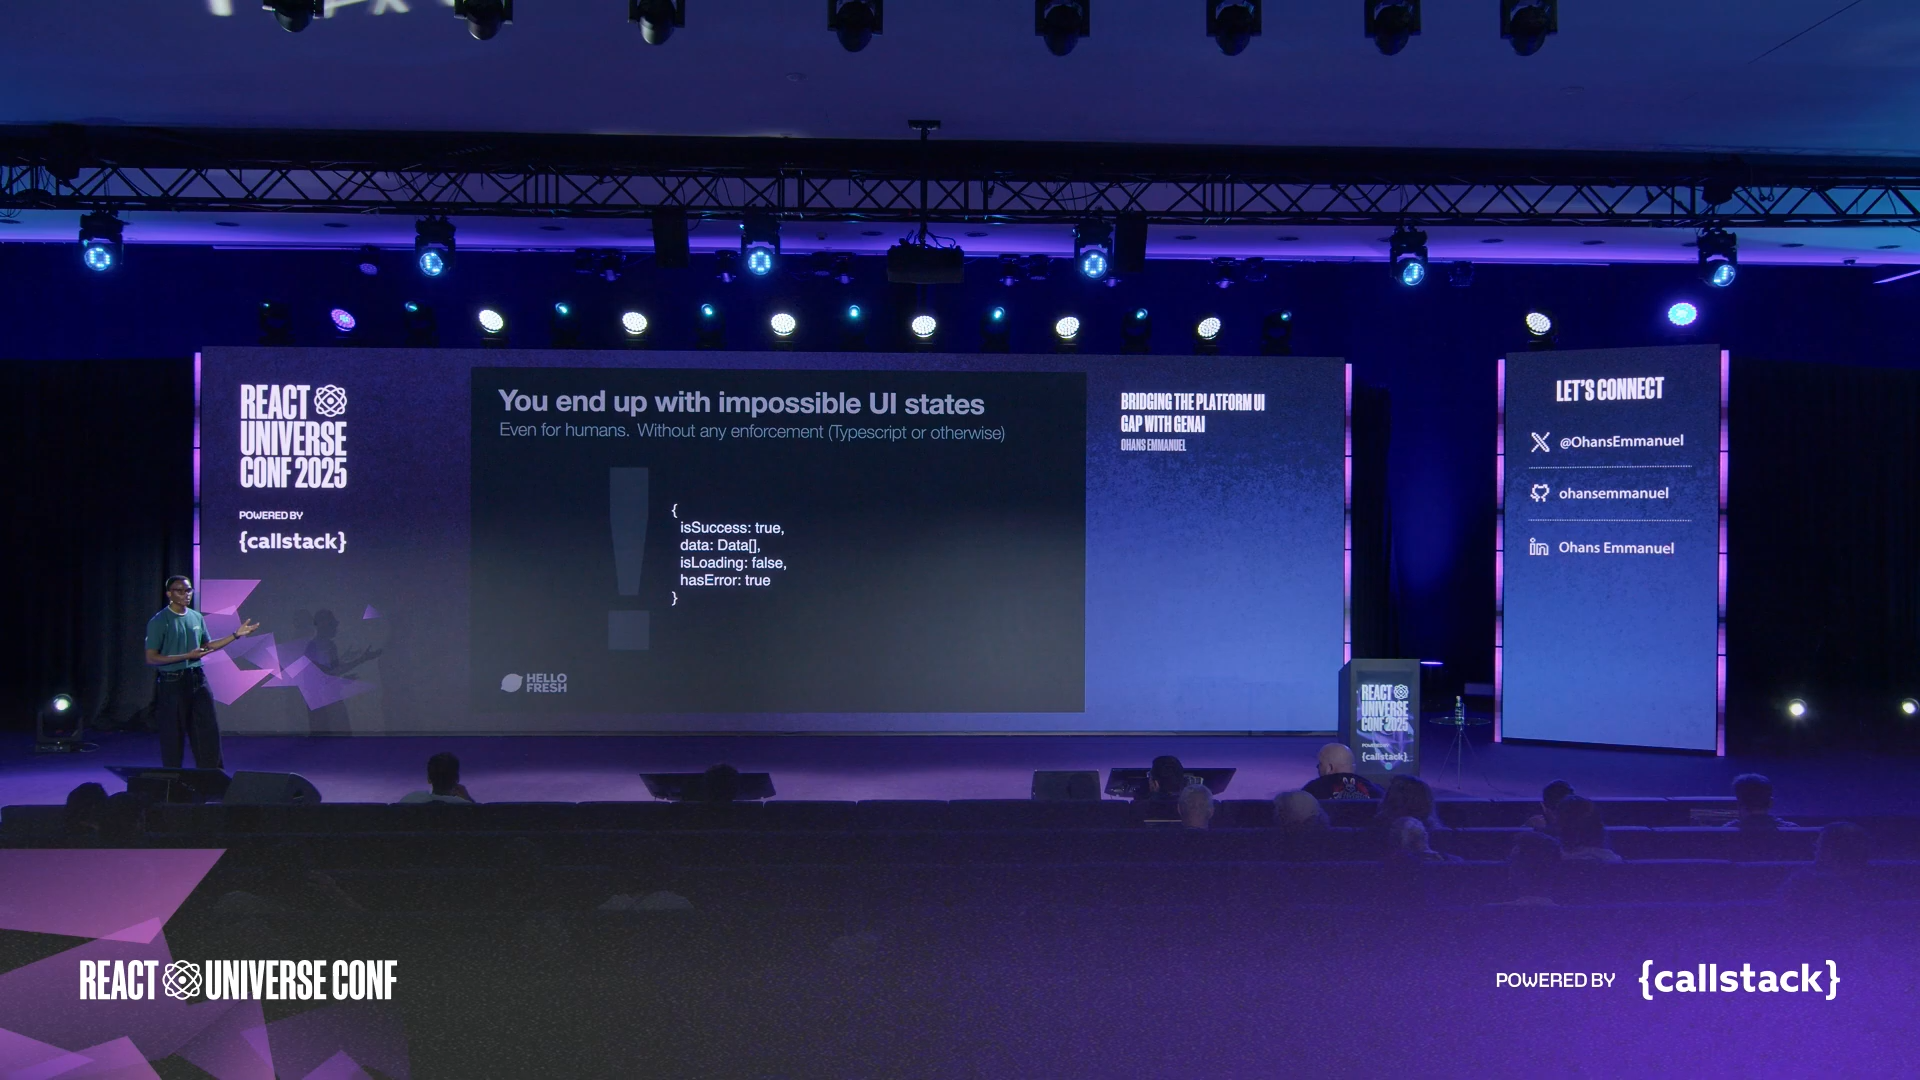 REACT
UNIVERSE
CONF 2025
POWERED BY
{callstack}
You end up with impossible UI states
Even for humans. Without any enforcement (Typescript or otherwise)
!
{
isSuccess: true,
data: Data[],
isLoading: false,
hasError: true
}
HELLO
FRESH
BRIDGING THE PLATFORM UI
GAP WITH GENAI
OHANS EMMANUEL
LET'S CONNECT
@OhansEmmanuel
ohansemmanuel
in Ohans Emmanuel
REACT
UNIVERSE
CONF 2025
POWERED BY
{callstack}
REACT UNIVERSE CONF
POWERED BY {callstack}